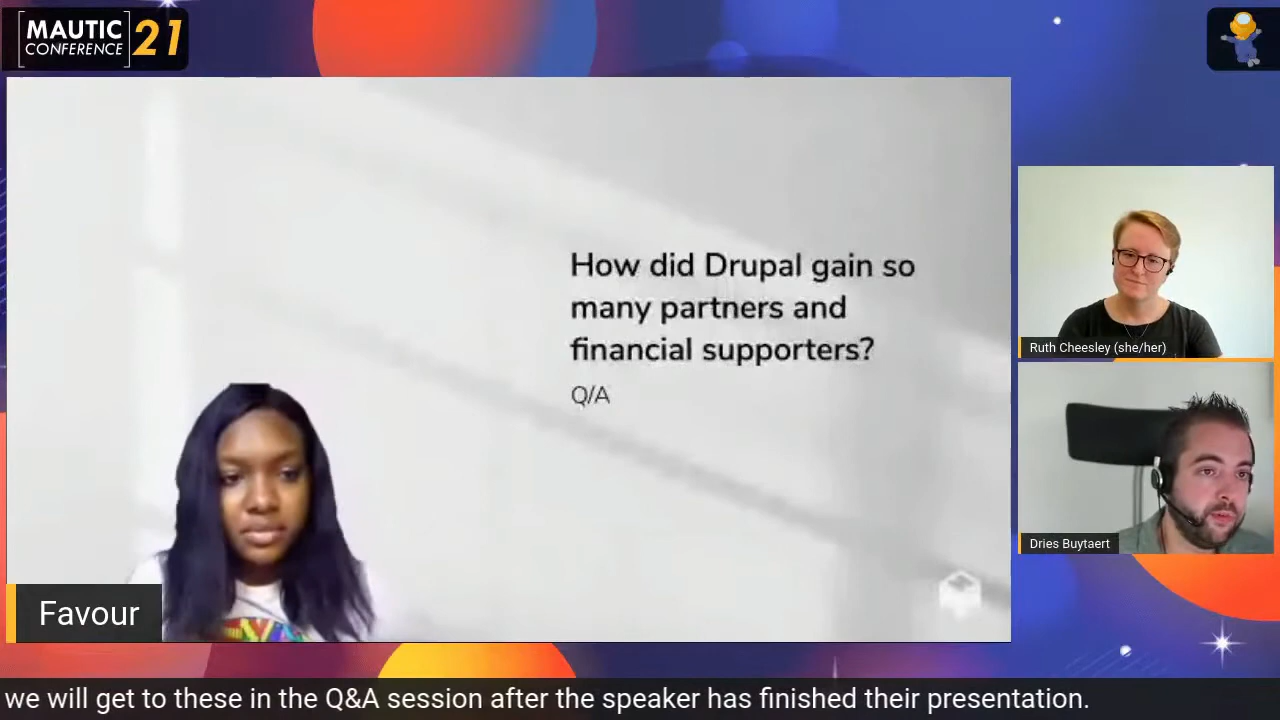 MAUTIC
CONFERENCE
21
How did Drupal gain so
many partners and
financial supporters?
Q/A
Ruth Cheesley (she/her)
Dries Buytaert
Favour
we will get to these in the Q&A session after the speaker has finished their presentation.